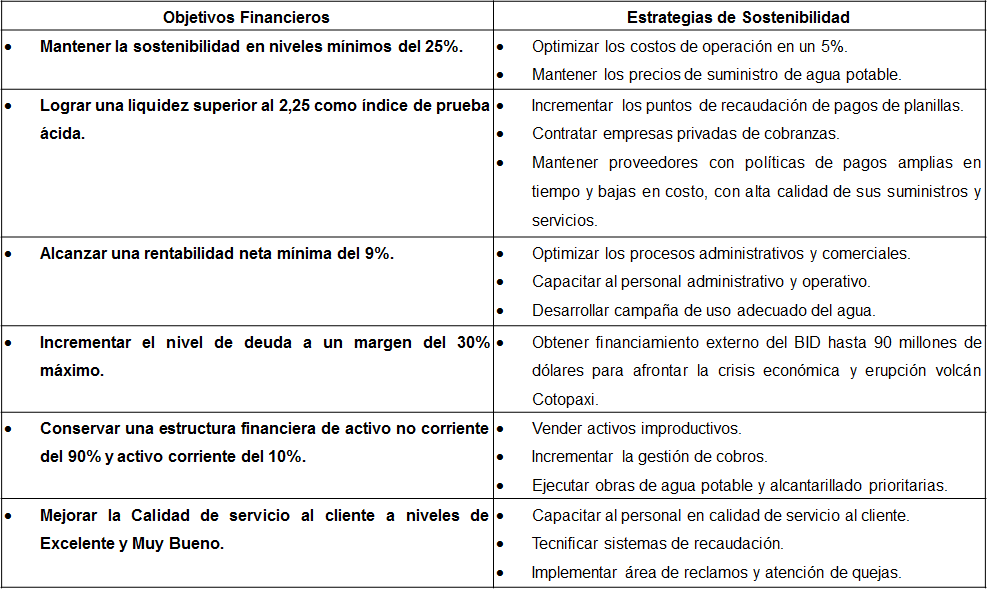 Objetivos Financieros
Estrategias de Sostenibilidad
• Mantener la sostenibilidad en niveles mínimos del 25%.
• Optimizar los costos de operación en un 5%.
• Mantener los precios de suministro de agua potable.
• Lograr una liquidez superior al 2,25 como índice de prueba
ácida.
• Incrementar los puntos de recaudación de pagos de planillas.
• Contratar empresas privadas de cobranzas.
• Mantener proveedores con políticas de pagos amplias en
tiempo y bajas en costo, con alta calidad de sus suministros y
servicios.
• Alcanzar una rentabilidad neta mínima del 9%.
• Optimizar los procesos administrativos y comerciales.
• Capacitar al personal administrativo y operativo.
• Desarrollar campaña de uso adecuado del agua.
• Incrementar el nivel de deuda a un margen del 30%
máximo.
• Obtener financiamiento externo del BID hasta 90 millones de
dólares para afrontar la crisis económica y erupción volcán
Cotopaxi.
• Conservar una estructura financiera de activo no corriente
del 90% y activo corriente del 10%.
• Vender activos improductivos.
• Incrementar la gestión de cobros.
• Ejecutar obras de agua potable y alcantarillado prioritarias.
• Mejorar la Calidad de servicio al cliente a niveles de
Excelente y Muy Bueno.
• Capacitar al personal en calidad de servicio al cliente.
• Tecnificar sistemas de recaudación.
• Implementar área de reclamos y atención de quejas.